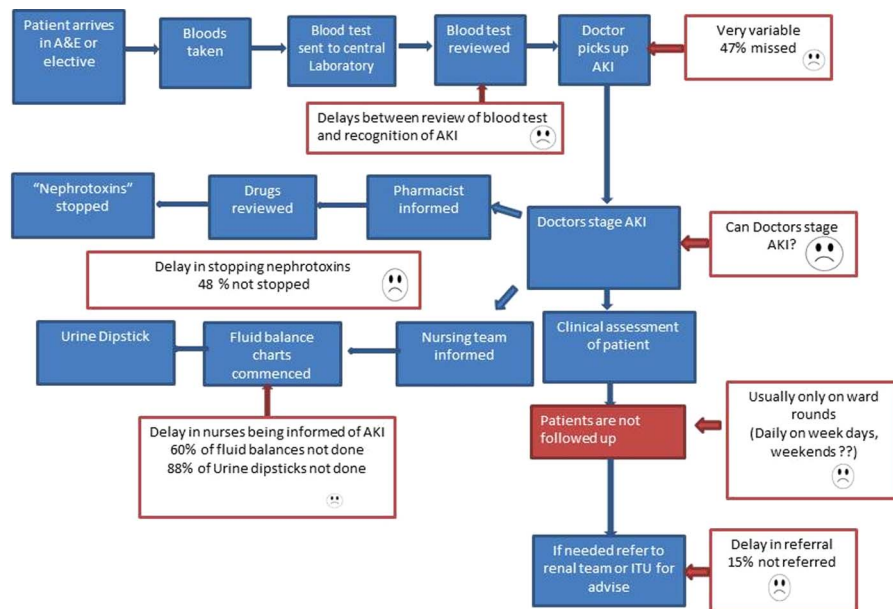 Patient arrives
in A&E or
elective
Bloods
taken
Blood test
sent to central
Laboratory
Blood test
reviewed
Doctor
picks up
AKI
Very variable
47% missed
Delays between review of blood test
and recognition of AKI
"Nephrotoxins"
stopped
Drugs
reviewed
Pharmacist
informed
Doctors stage AKI
Can Doctors stage
AKI?
Delay in stopping nephrotoxins
48 % not stopped
Urine Dipstick
Fluid balance
charts
commenced
Nursing team
informed
Clinical assessment
of patient
Delay in nurses being informed of AKI
60% of fluid balances not done
88% of Urine dipsticks not done
Patients are not
followed up
Usually only on ward
rounds
(Daily on week days,
weekends ??)
If needed refer to
renal team or ITU for
advise
Delay in referral
15% not referred